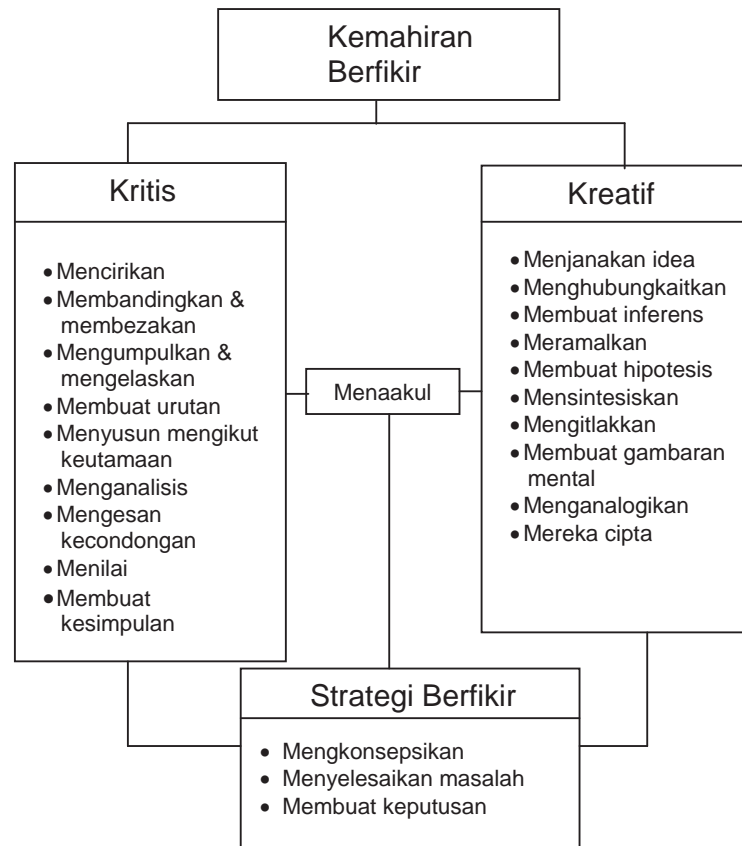 Kemahiran
Berfikir
Kritis
• Mencirikan
• Membandingkan &
membezakan
• Mengumpulkan &
mengelaskan
• Membuat urutan
• Menyusun mengikut
keutamaan
• Menganalisis
• Mengesan
kecondongan
• Menilai
• Membuat
kesimpulan
Menaakul
Kreatif
• Menjanakan idea
• Menghubungkaitkan
• Membuat inferens
• Meramalkan
• Membuat hipotesis
• Mensintesiskan
• Mengitlakkan
• Membuat gambaran
mental
• Menganalogikan
• Mereka cipta
Strategi Berfikir
• Mengkonsepsikan
• Menyelesaikan masalah
• Membuat keputusan